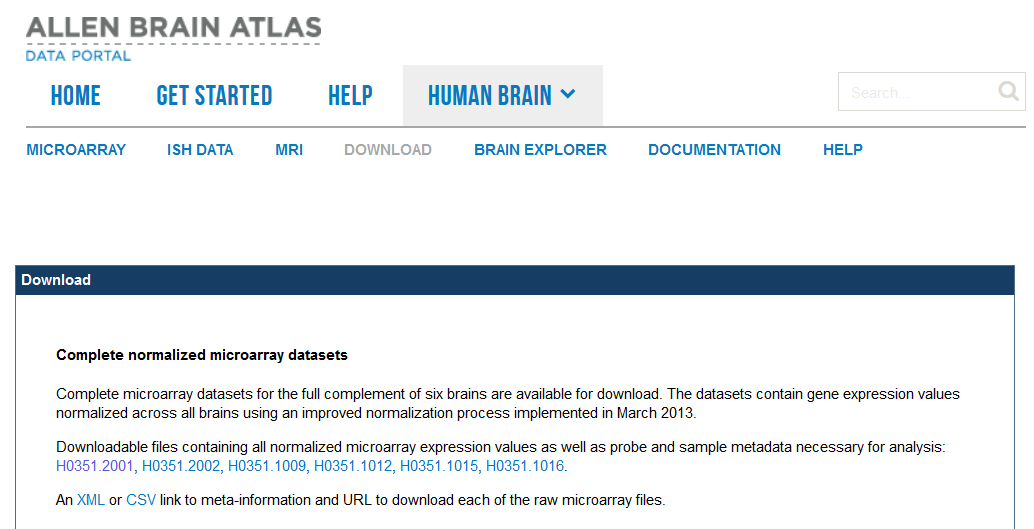 ALLEN BRAIN ATLAS
DATA PORTAL
HOME GET STARTED HELP HUMAN BRAIN
Search...
MICROARRAY ISH DATA MRI DOWNLOAD BRAIN EXPLORER DOCUMENTATION HELP
Download
Complete normalized microarray datasets
Complete microarray datasets for the full complement of six brains are available for download. The datasets contain gene expression values
normalized across all brains using an improved normalization process implemented in March 2013.
Downloadable files containing all normalized microarray expression values as well as probe and sample metadata necessary for analysis:
H0351.2001, H0351.2002, H0351.1009, H0351.1012, H0351.1015, H0351.1016.
An XML or CSV link to meta-information and URL to download each of the raw microarray files.